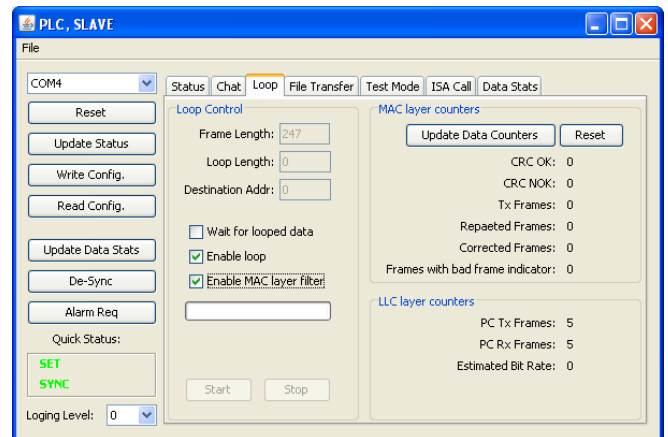 PLC, SLAVE
File
COM4
Reset
Update Status
Write Config.
Read Config.
Update Data Stats
De-Sync
Alarm Req
Quick Status:
SET
SYNC
Loging Level: 0
Status Chat Loop File Transfer Test Mode ISA Call Data Stats
Loop Control
Frame Length: 247
Loop Length: 0
Destination Addr: 0
Wait for looped data
Enable loop
Enable MAC layer filter
Start Stop
MAC layer counters
Update Data Counters Reset
CRC OK: 0
CRC NOK: 0
Tx Frames: 0
Repaeted Frames: 0
Corrected Frames: 0
Frames with bad frame indicator: 0
LLC layer counters
PC Tx Frames: 5
PC Rx Frames: 5
Estimated Bit Rate: 0